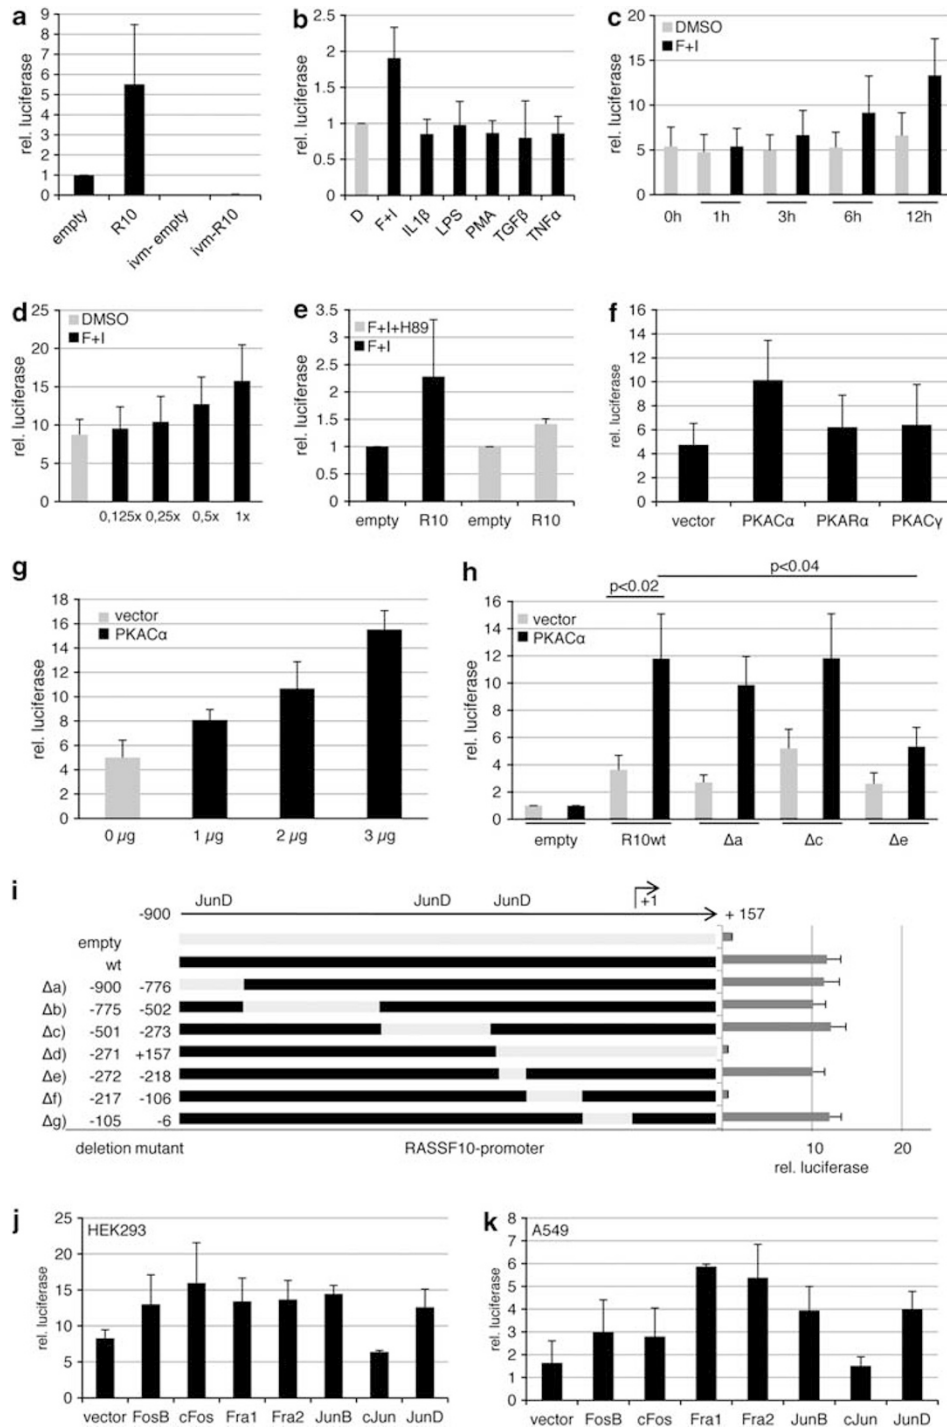 a
9
8
7
6
5
4
3
2
1
0
rel. luciferase
empty
R10
ivm- empty
ivm-R10
b
2.5
2
1.5
1
0.5
0
rel. luciferase
D
F+I
IL1β
LPS
PMA
TGFβ
TNFα
c
20
15
10
5
0
rel. luciferase
DMSO
F+I
0h 1h 3h 6h 12h
d
25
20
15
10
5
0
rel. luciferase
DMSO
F+I
0,125x 0,25x 0,5x 1x
e
3.5
3
2.5
2
1.5
1
0.5
0
rel. luciferase
F+I+H89
F+I
empty R10 empty R10
f
16
14
12
10
8
6
4
2
0
rel. luciferase
vector PKACα PKARα PKACγ
g
18
16
14
12
10
8
6
4
2
0
rel. luciferase
vector
PKACα
0 µg 1 µg 2 µg 3 µg
h
p<0.04
p<0.02
16
14
12
10
8
6
4
2
0
rel. luciferase
vector
PKACα
empty R10wt Δa Δc Δe
i
JunD JunD JunD +1
-900 + 157
empty
wt
Δa) -900 -776
Δb) -775 -502
Δc) -501 -273
Δd) -271 +157
Δe) -272 -218
Δf) -217 -106
Δg) -105 -6
deletion mutant RASSF10-promoter 10 20
rel. luciferase
j
HEK293
25
20
15
10
5
0
rel. luciferase
vector FosB cFos Fra1 Fra2 JunB cJun JunD
k
A549
8
7
6
5
4
3
2
1
0
rel. luciferase
vector FosB cFos Fra1 Fra2 JunB cJun JunD